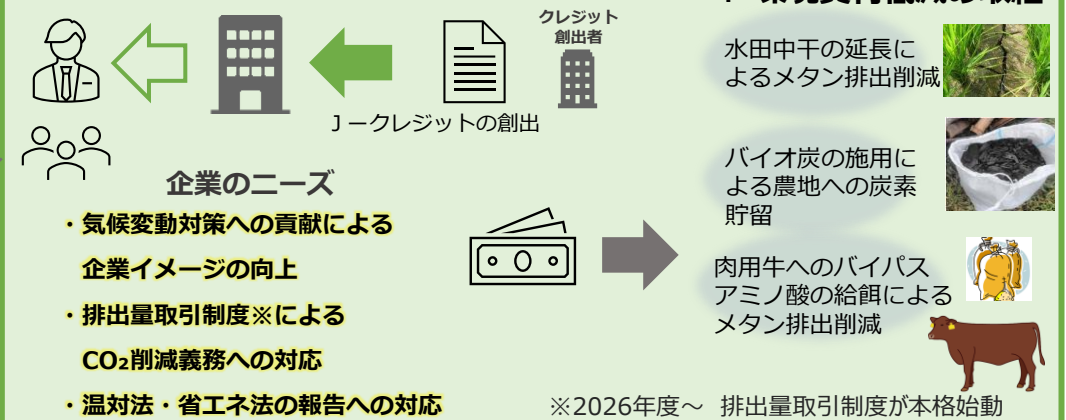 クレジット
創出者
J－クレジットの創出
企業のニーズ
・気候変動対策への貢献による
企業イメージの向上
・排出量取引制度※による
CO₂削減義務への対応
・温対法・省エネ法の報告への対応
水田中干の延長に
よるメタン排出削減
バイオ炭の施用に
よる農地への炭素
貯留
肉用牛へのバイパス
アミノ酸の給餌による
メタン排出削減
※2026年度～ 排出量取引制度が本格始動